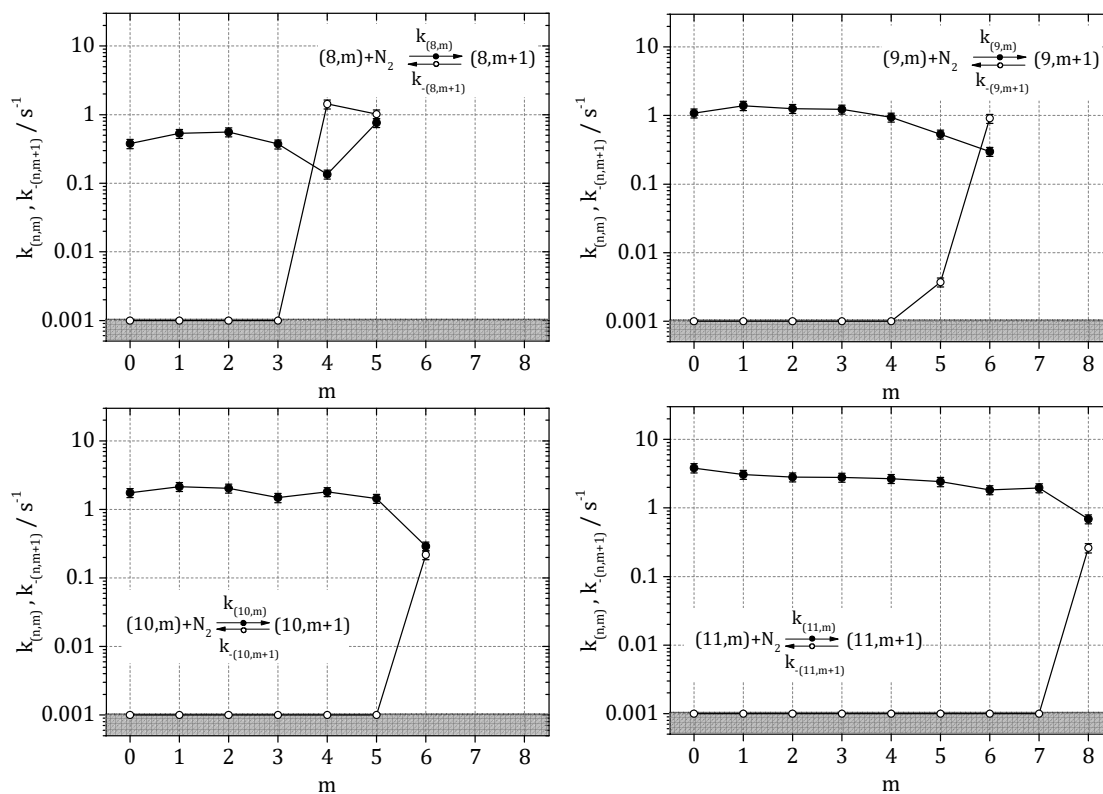 k(8,m)
(8,m)+N2 (8,m+1)
k-(8,m+1)
k(n,m), k-(n,m+1) / s-1
10
1
0.1
0.01
0.001
0 1 2 3 4 5 6 7 8
m
k(9,m)
(9,m)+N2 (9,m+1)
k-(9,m+1)
k(n,m), k-(n,m+1) / s-1
10
1
0.1
0.01
0.001
0 1 2 3 4 5 6 7 8
m
k(n,m), k-(n,m+1) / s-1
10
1
0.1
0.01
0.001
k(10,m)
(10,m)+N2 (10,m+1)
k-(10,m+1)
0 1 2 3 4 5 6 7 8
m
k(n,m), k-(n,m+1) / s-1
10
1
0.1
0.01
0.001
k(11,m)
(11,m)+N2 (11,m+1)
k-(11,m+1)
0 1 2 3 4 5 6 7 8
m